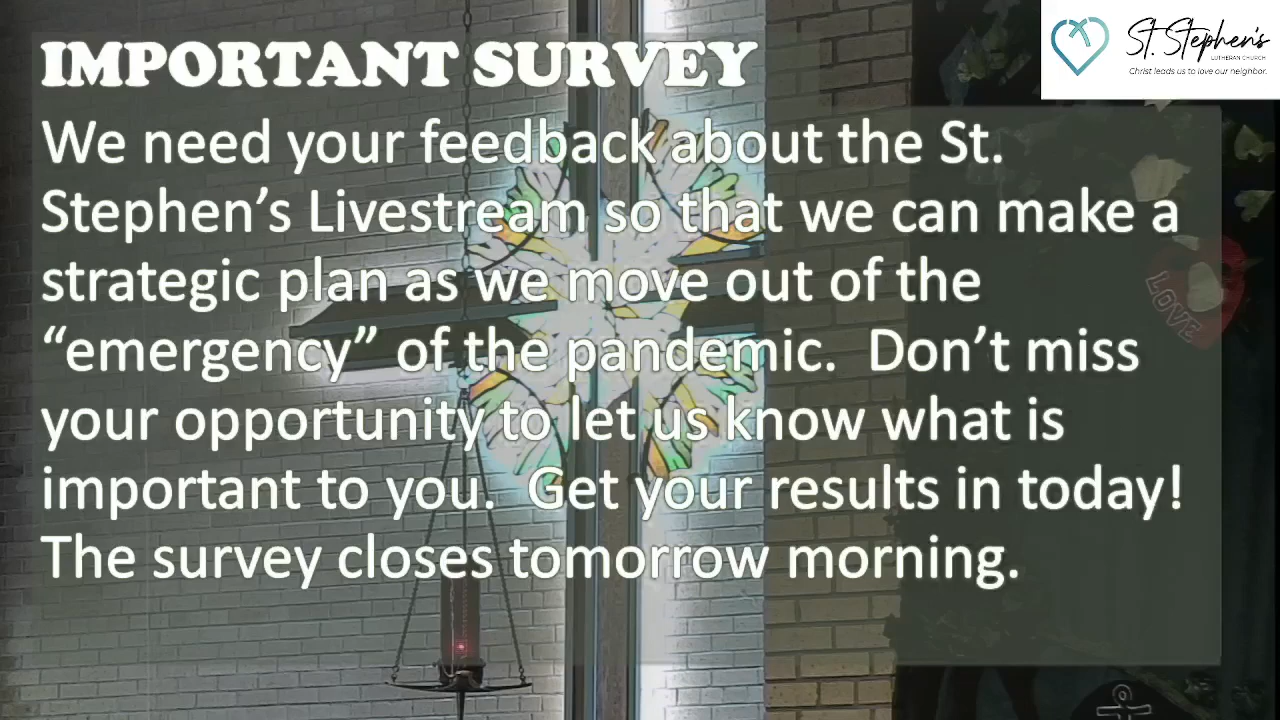 IMPORTANT SURVEY
We need your feedback about the St.
Stephen’s Livestream so that we can make a
strategic plan as we move out of the
“emergency” of the pandemic.  Don’t miss
your opportunity to let us know what is
important to you.  Get your results in today!
The survey closes tomorrow morning.
St. Stephen's
LUTHERAN CHURCH
Christ leads us to love our neighbor.
LOVE